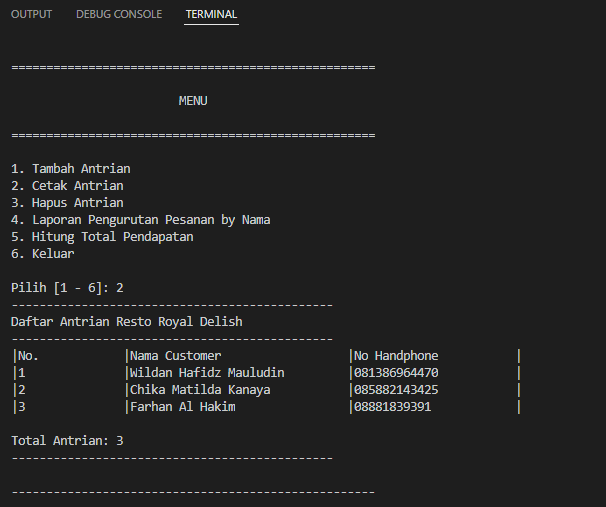 OUTPUT DEBUG CONSOLE TERMINAL
====================================================
MENU
====================================================
1. Tambah Antrian
2. Cetak Antrian
3. Hapus Antrian
4. Laporan Pengurutan Pesanan by Nama
5. Hitung Total Pendapatan
6. Keluar
Pilih [1 - 6]: 2
----------------------------------------------
Daftar Antrian Resto Royal Delish
----------------------------------------------
|No. |Nama Customer |No Handphone |
|1 |Wildan Hafidz Mauludin |081386964470 |
|2 |Chika Matilda Kanaya |085882143425 |
|3 |Farhan Al Hakim |08881839391 |
Total Antrian: 3
----------------------------------------------
----------------------------------------------------